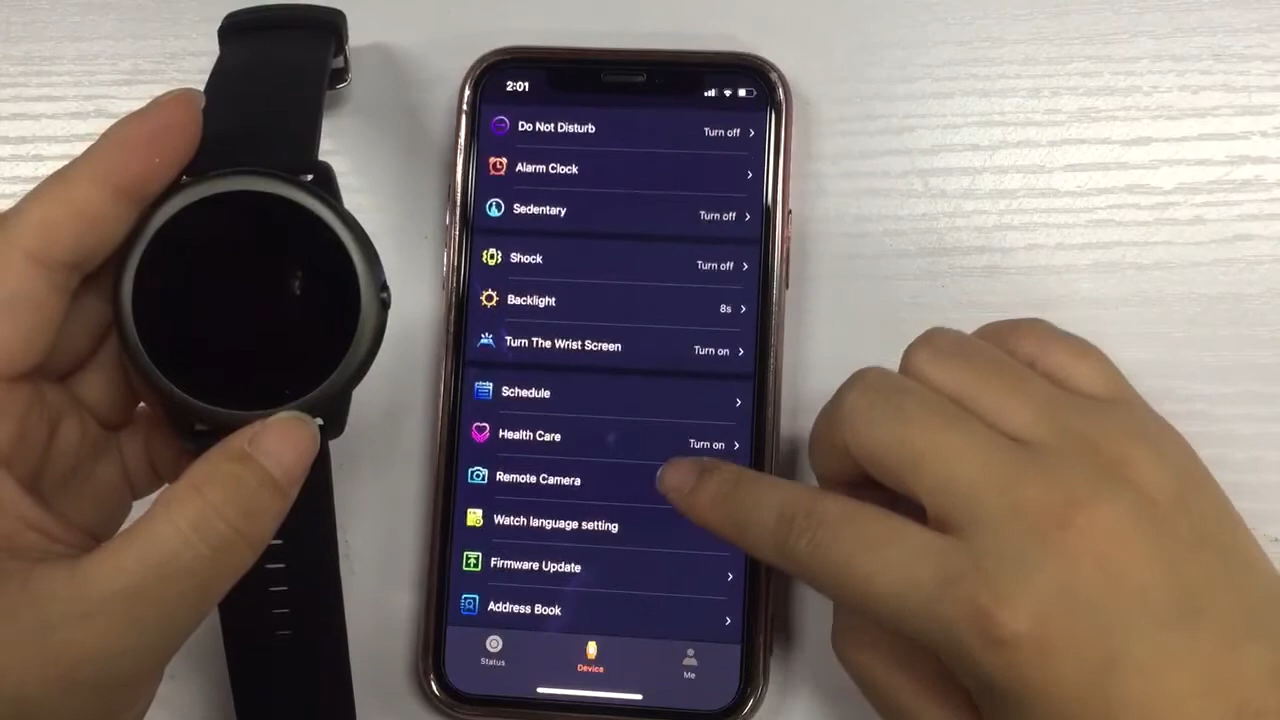 2:01
Do Not Disturb Turn off
Alarm Clock
Sedentary Turn off
Shock Turn off
Backlight 8s
Turn The Wrist Screen Turn on
Schedule
Health Care Turn on
Remote Camera
Watch language setting
Firmware Update
Address Book
Status Device Me